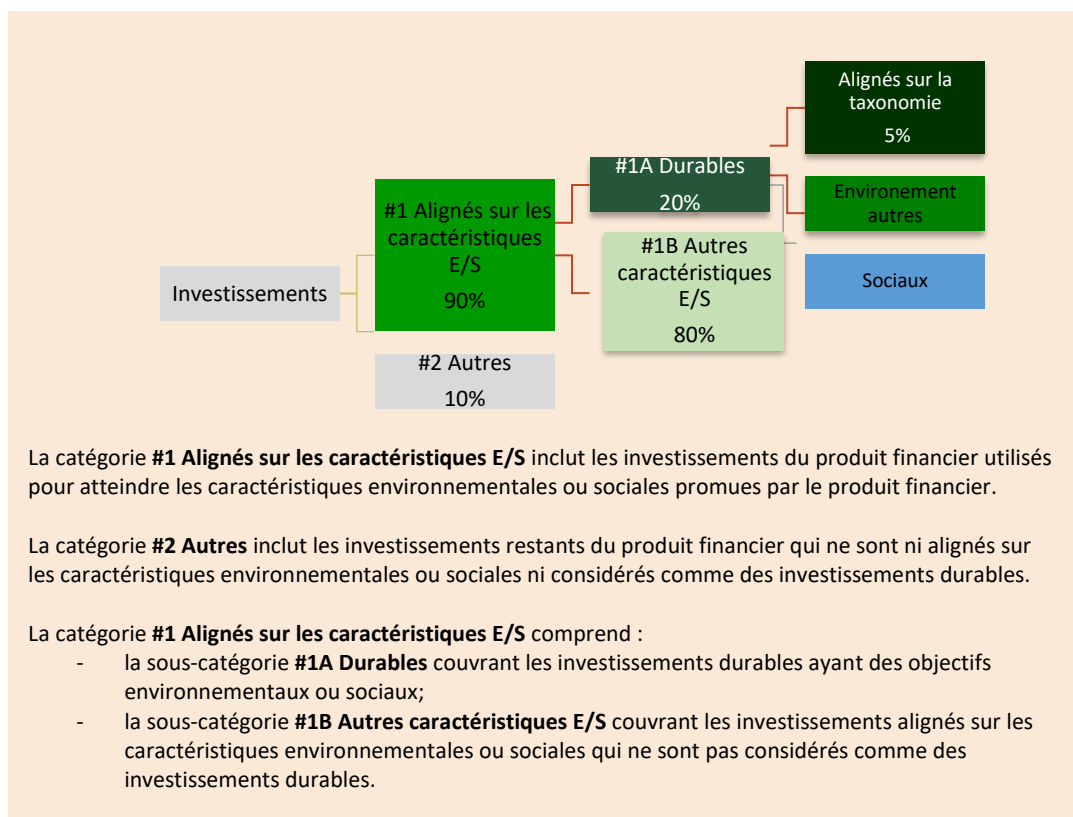 Alignés sur la
taxonomie
5%
#1A Durables
20%
Environement
autres
#1 Alignés sur les
caractéristiques
E/S
90%
#1B Autres
caractéristiques
E/S
80%
Sociaux
Investissements
#2 Autres
10%
La catégorie #1 Alignés sur les caractéristiques E/S inclut les investissements du produit financier utilisés
pour atteindre les caractéristiques environnementales ou sociales promues par le produit financier.
La catégorie #2 Autres inclut les investissements restants du produit financier qui ne sont ni alignés sur
les caractéristiques environnementales ou sociales ni considérés comme des investissements durables.
La catégorie #1 Alignés sur les caractéristiques E/S comprend :
- la sous-catégorie #1A Durables couvrant les investissements durables ayant des objectifs
environnementaux ou sociaux;
- la sous-catégorie #1B Autres caractéristiques E/S couvrant les investissements alignés sur les
caractéristiques environnementales ou sociales qui ne sont pas considérés comme des
investissements durables.